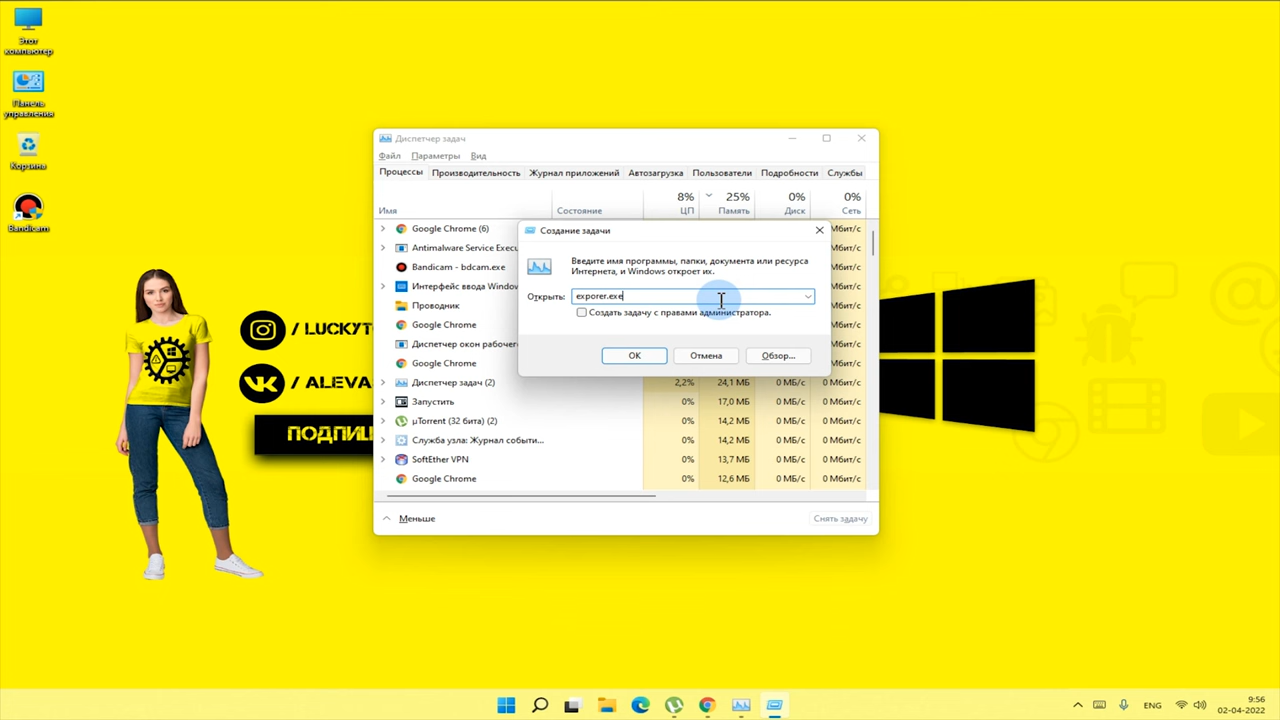 Этот
компьютер
Панель
управления
Корзина
Bandicam
/ LUCKYT
/ ALEVA
ПОДПИШ
Диспетчер задач
Файл Параметры Вид
Процессы Производительность Журнал приложений Автозагрузка Пользователи Подробности Службы
8% 25% 0% 0%
Имя Состояние ЦП Память Диск Сеть
Google Chrome (6) Мбит/с
Antimalware Service Execu Мбит/с
Bandicam - bdcam.exe Мбит/с
Интерфейс ввода Window Мбит/с
Проводник Мбит/с
Google Chrome Мбит/с
Диспетчер окон рабочег Мбит/с
Google Chrome Мбит/с
Диспетчер задач (2) 2,2% 24,1 МБ 0 МБ/с 0 Мбит/с
Запустить 0% 17,0 МБ 0 МБ/с 0 Мбит/с
µTorrent (32 бита) (2) 0% 14,2 МБ 0 МБ/с 0 Мбит/с
Служба узла: Журнал событи... 0% 14,2 МБ 0 МБ/с 0 Мбит/с
SoftEther VPN 0% 13,7 МБ 0 МБ/с 0 Мбит/с
Google Chrome 0% 12,6 МБ 0 МБ/с 0 Мбит/с
Меньше Снять задачу
Создание задачи
Введите имя программы, папки, документа или ресурса
Интернета, и Windows откроет их.
Открыть: exporer.exe
Создать задачу с правами администратора.
OK Отмена Обзор...
ENG
9:56
02-04-2022